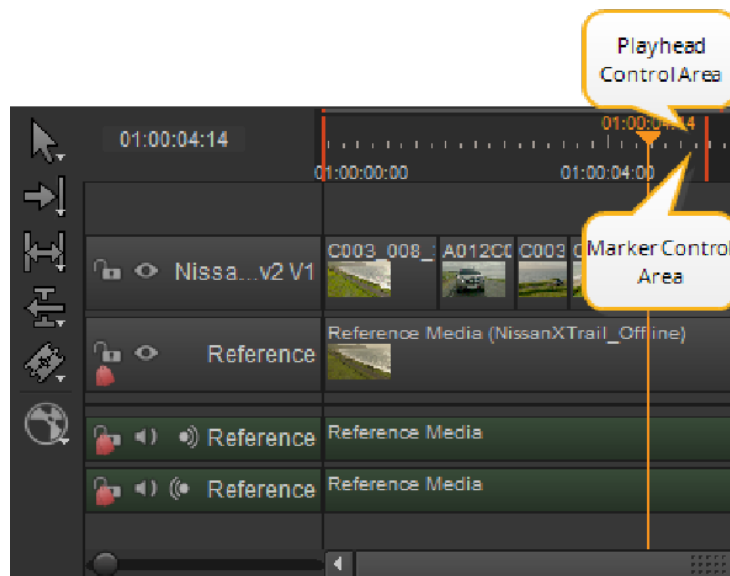 Playhead
Control Area
01:00:04:14
01:00:04:14
01:00:00:00
01:00:04:00
Nissa...v2 V1
C003_008_
A012C
C003
Marker Control
Area
Reference
Reference Media (NissanXTrail_Offline)
Reference
Reference Media
Reference
Reference Media